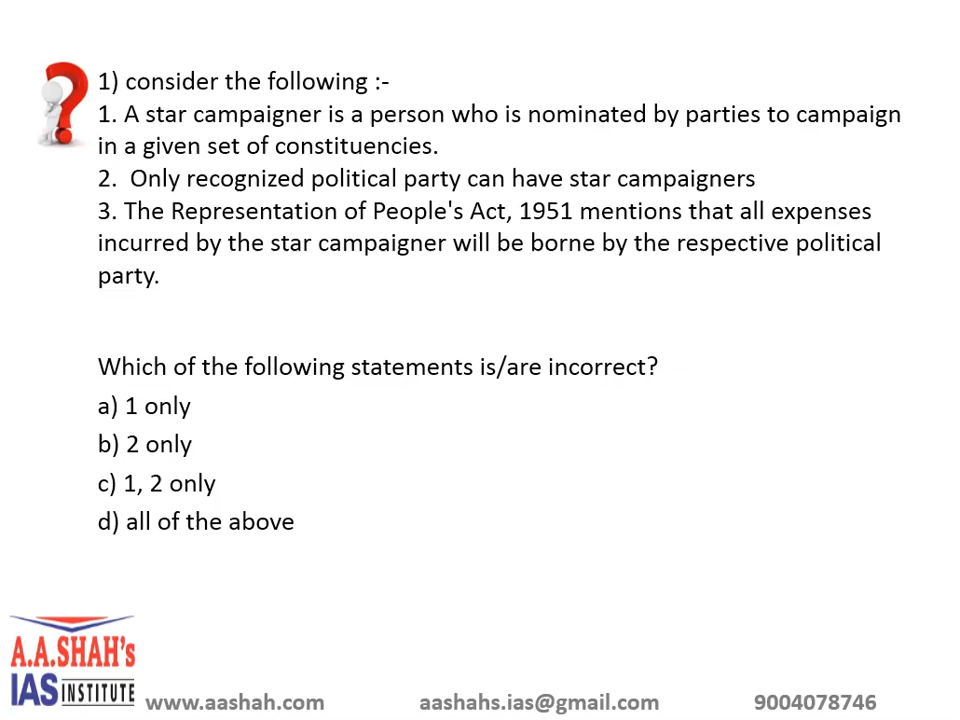 1) consider the following :-
1. A star campaigner is a person who is nominated by parties to campaign
in a given set of constituencies.
2.  Only recognized political party can have star campaigners
3. The Representation of People's Act, 1951 mentions that all expenses
incurred by the star campaigner will be borne by the respective political
party.
Which of the following statements is/are incorrect?
a) 1 only
b) 2 only
c) 1, 2 only
d) all of the above
A.A.SHAH's
IAS INSTITUTE
www.aashah.com aashahs.ias@gmail.com 9004078746